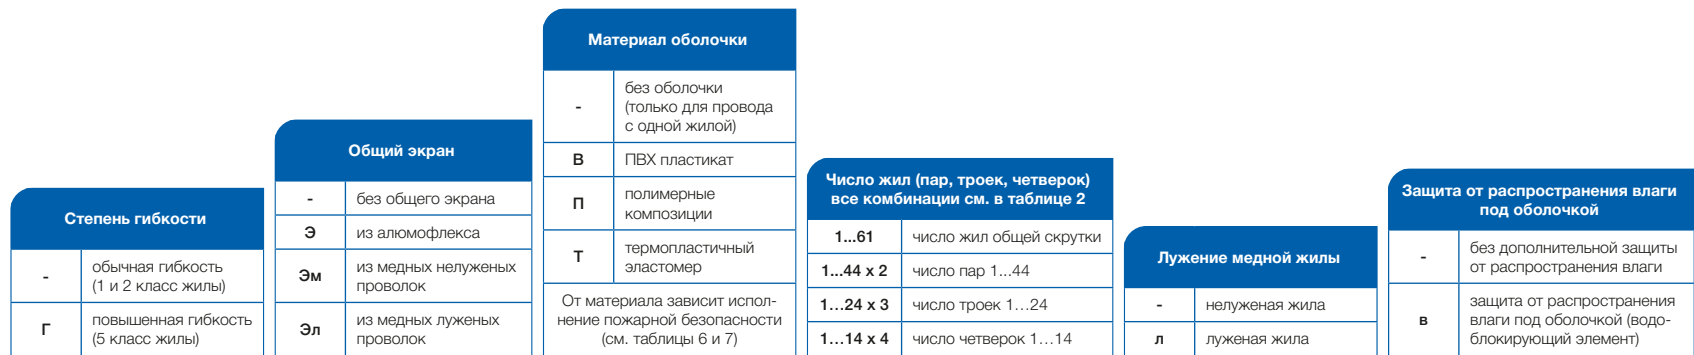 Степень гибкости
-
обычная гибкость
(1 и 2 класс жилы)
Г
повышенная гибкость
(5 класс жилы)
Общий экран
-
без общего экрана
Э
из алюмофлекса
Эм
из медных нелуженых
проволок
Эл
из медных луженых
проволок
Материал оболочки
-
без оболочки
(только для провода
с одной жилой)
В
ПВХ пластикат
П
полимерные
композиции
Т
термопластичный
эластомер
От материала зависит испол-
нение пожарной безопасности
(см. таблицы 6 и 7)
Число жил (пар, троек, четверок)
все комбинации см. в таблице 2
1...61
число жил общей скрутки
1...44 x 2
число пар 1...44
1...24 x 3
число троек 1...24
1...14 x 4
число четверок 1...14
Лужение медной жилы
-
нелуженая жила
л
луженая жила
Защита от распространения влаги
под оболочкой
-
без дополнительной защиты
от распространения влаги
в
защита от распространения
влаги под оболочкой (водо-
блокирующий элемент)